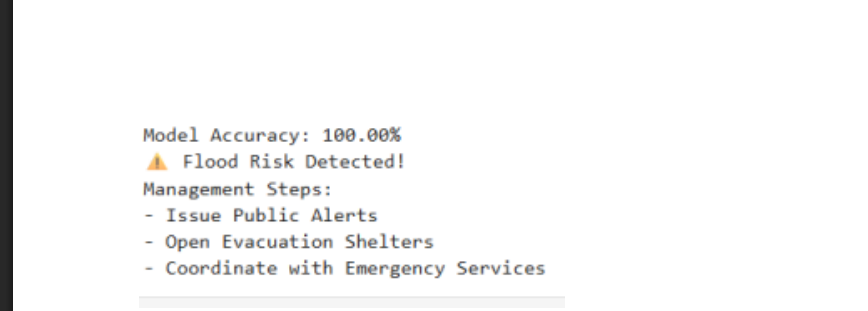 Model Accuracy: 100.00%
⚠ Flood Risk Detected!
Management Steps:
- Issue Public Alerts
- Open Evacuation Shelters
- Coordinate with Emergency Services